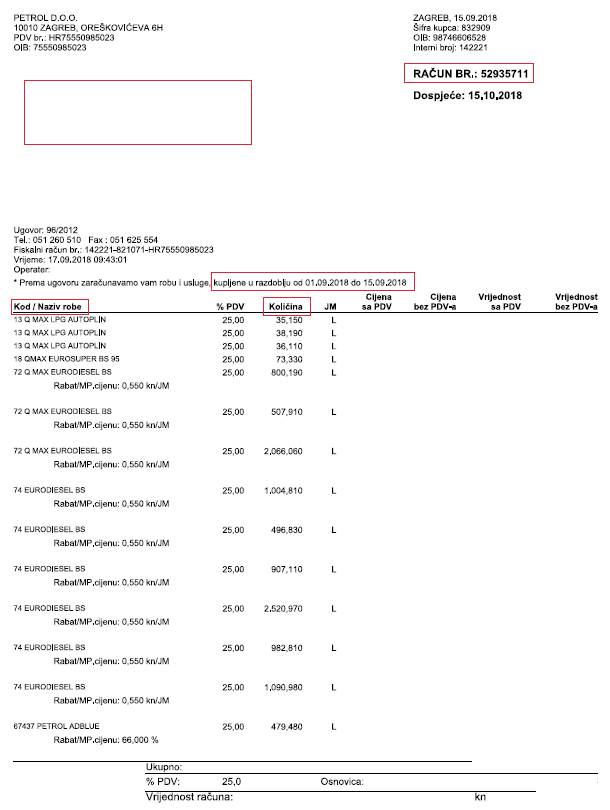 PETROL D.O.O.
10010 ZAGREB, OREŠKOVIĆEVA 6H
PDV br.: HR75550985023
OIB: 75550985023
ZAGREB, 15.09.2018
Šifra kupca: 832909
OIB: 98746606528
Interni broj: 142221
RAČUN BR.: 52935711
Dospjeće: 15.10.2018
Ugovor: 96/2012
Tel.: 051 260 510 Fax : 051 625 554
Fiskalni račun br.: 142221-821071-HR75550985023
Vrijeme: 17.09.2018 09:43:01
Operater:
* Prema ugovoru zaračunavamo vam robu i usluge, kupljene u razdoblju od 01.09.2018 do 15.09.2018
Kod / Naziv robe % PDV Količina JM Cijena sa PDV Cijena bez PDV-a Vrijednost sa PDV Vrijednost bez PDV-a
13 Q MAX LPG AUTOPLIN 25,00 35,150 L
13 Q MAX LPG AUTOPLIN 25,00 38,190 L
13 Q MAX LPG AUTOPLIN 25,00 36,110 L
18 QMAX EUROSUPER BS 95 25,00 73,330 L
72 Q MAX EURODIESEL BS 25,00 800,190 L
Rabat/MP.cijenu: 0,550 kn/JM
72 Q MAX EURODIESEL BS 25,00 507,910 L
Rabat/MP.cijenu: 0,550 kn/JM
72 Q MAX EURODIESEL BS 25,00 2,066,060 L
Rabat/MP.cijenu: 0,550 kn/JM
74 EURODIESEL BS 25,00 1,004,810 L
Rabat/MP.cijenu: 0,550 kn/JM
74 EURODIESEL BS 25,00 496,830 L
Rabat/MP.cijenu: 0,550 kn/JM
74 EURODIESEL BS 25,00 907,110 L
Rabat/MP.cijenu: 0,550 kn/JM
74 EURODIESEL BS 25,00 2,520,970 L
Rabat/MP.cijenu: 0,550 kn/JM
74 EURODIESEL BS 25,00 982,810 L
Rabat/MP.cijenu: 0,550 kn/JM
74 EURODIESEL BS 25,00 1,090,980 L
Rabat/MP.cijenu: 0,550 kn/JM
67437 PETROL ADBLUE 25,00 479,480 L
Rabat/MP.cijenu: 66,000 %
Ukupno:
% PDV: 25,0 Osnovica:
Vrijednost računa: kn